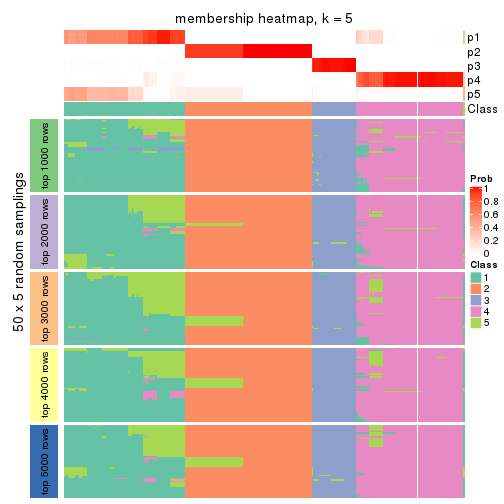 membership heatmap, k = 5
p1
p2
p3
p4
p5
Class
50 x 5 random samplings
top 1000 rows
top 2000 rows
top 3000 rows
top 4000 rows
top 5000 rows
Prob
1
0.8
0.6
0.4
0.2
0
Class
1
2
3
4
5